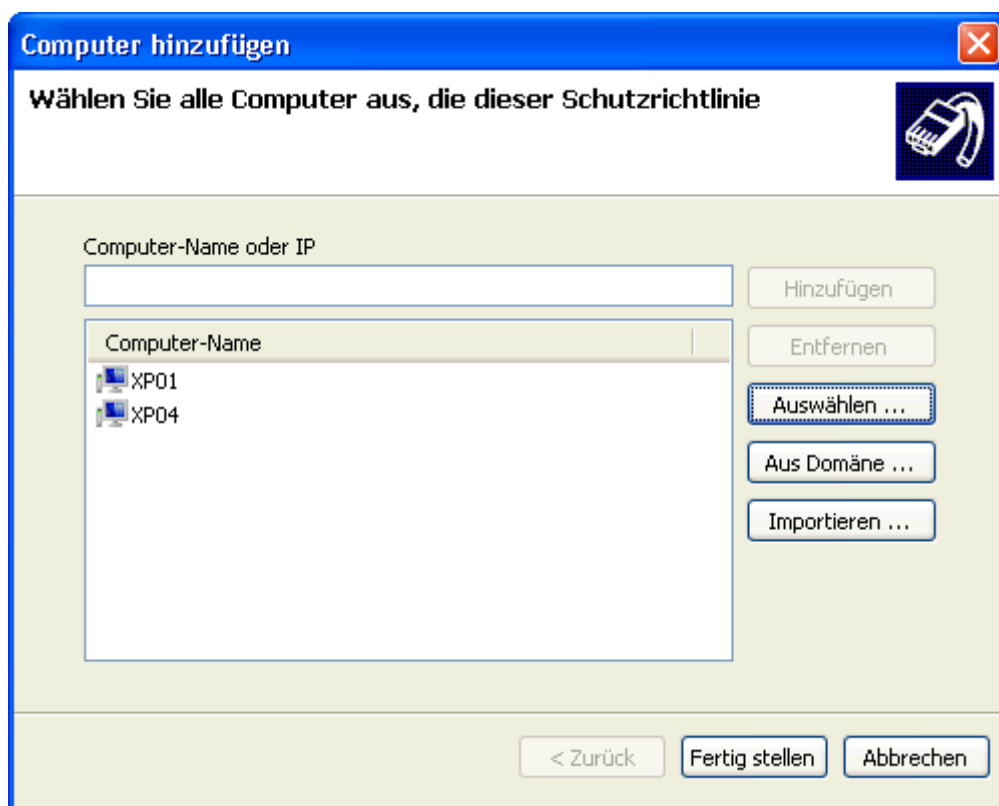 Computer hinzufügen
Wählen Sie alle Computer aus, die dieser Schutzrichtlinie
Computer-Name oder IP
Hinzufügen
Computer-Name
Entfernen
XP01
Auswählen ...
XP04
Aus Domäne ...
Importieren ...
< Zurück
Fertig stellen
Abbrechen